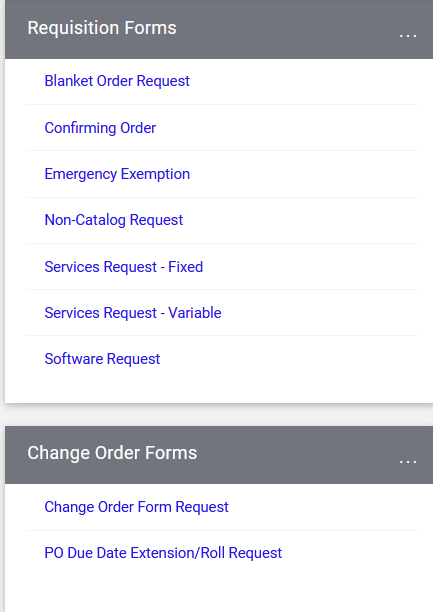 Requisition Forms
...
Blanket Order Request
Confirming Order
Emergency Exemption
Non-Catalog Request
Services Request - Fixed
Services Request - Variable
Software Request
Change Order Forms
...
Change Order Form Request
PO Due Date Extension/Roll Request